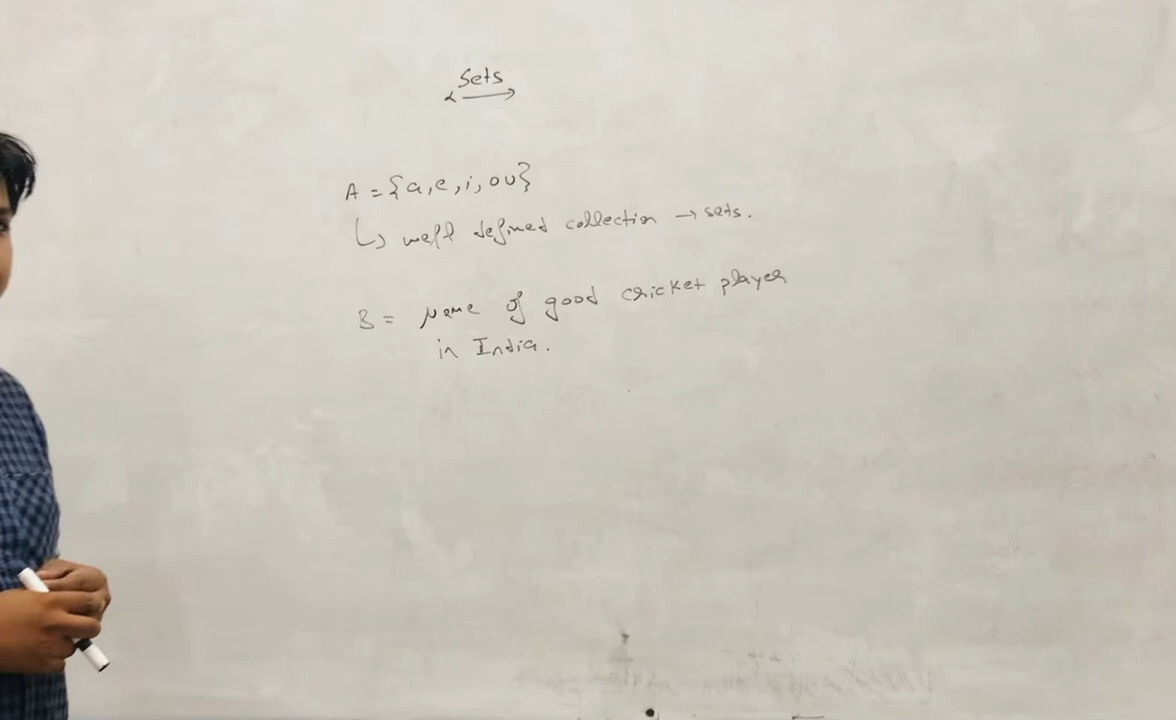 Sets
A = {a, e, i, o u}
↳ well defined collection → sets.
B = Name of good cricket player
in India.